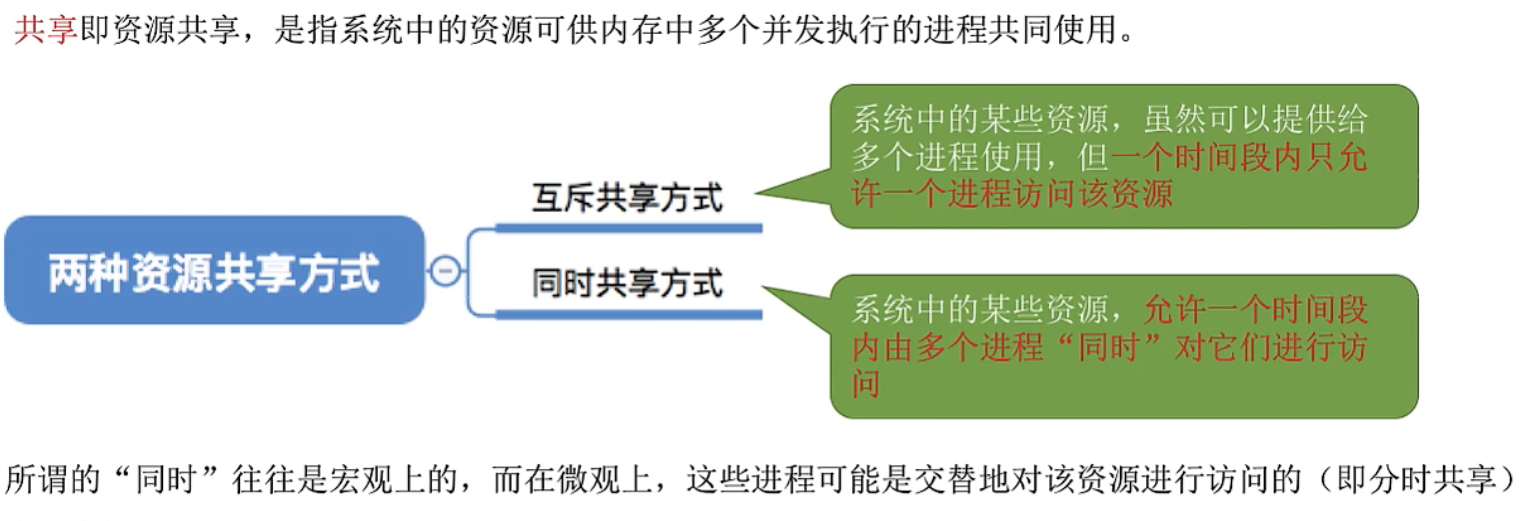 共享即资源共享，是指系统中的资源可供内存中多个并发执行的进程共同使用。
系统中的某些资源，虽然可以提供给
多个进程使用，但一个时间段内只允
许一个进程访问该资源
互斥共享方式
两种资源共享方式
同时共享方式
系统中的某些资源，允许一个时间段
内由多个进程“同时”对它们进行访
问
所谓的“同时”往往是宏观上的，而在微观上，这些进程可能是交替地对该资源进行访问的（即分时共享）